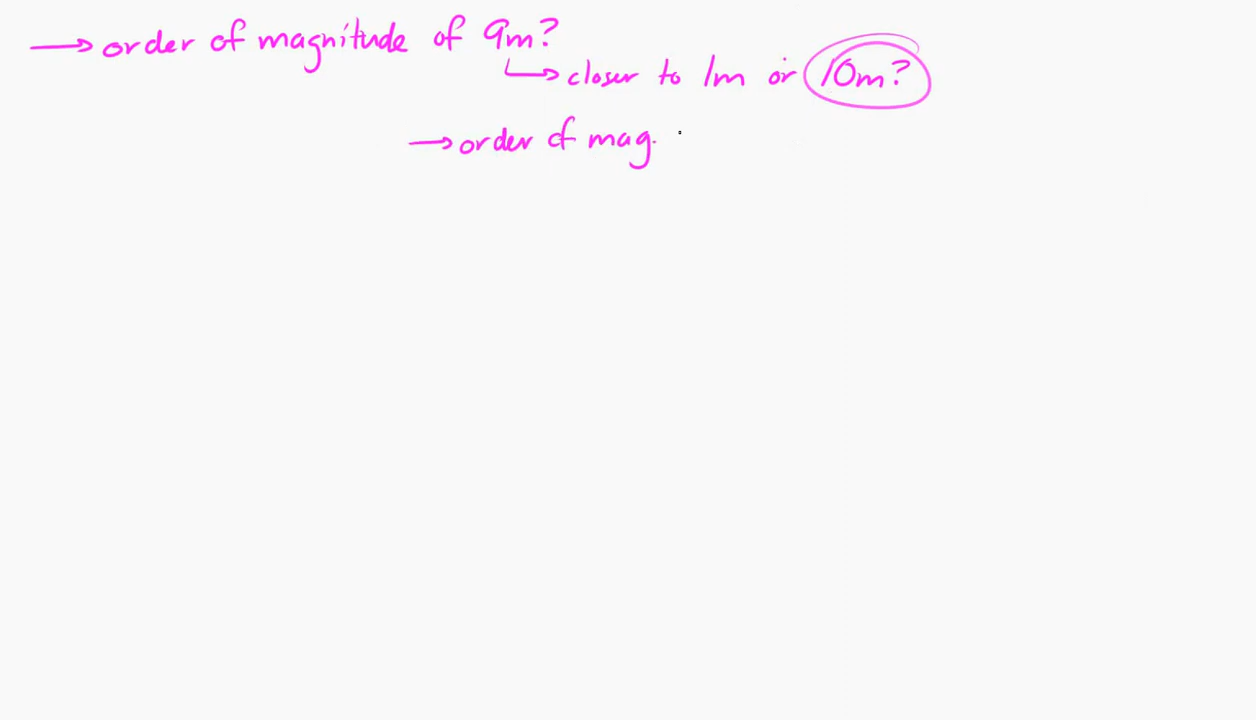 → order of magnitude of 9m?
↳ closer to 1m or 10m?
→ order of mag.